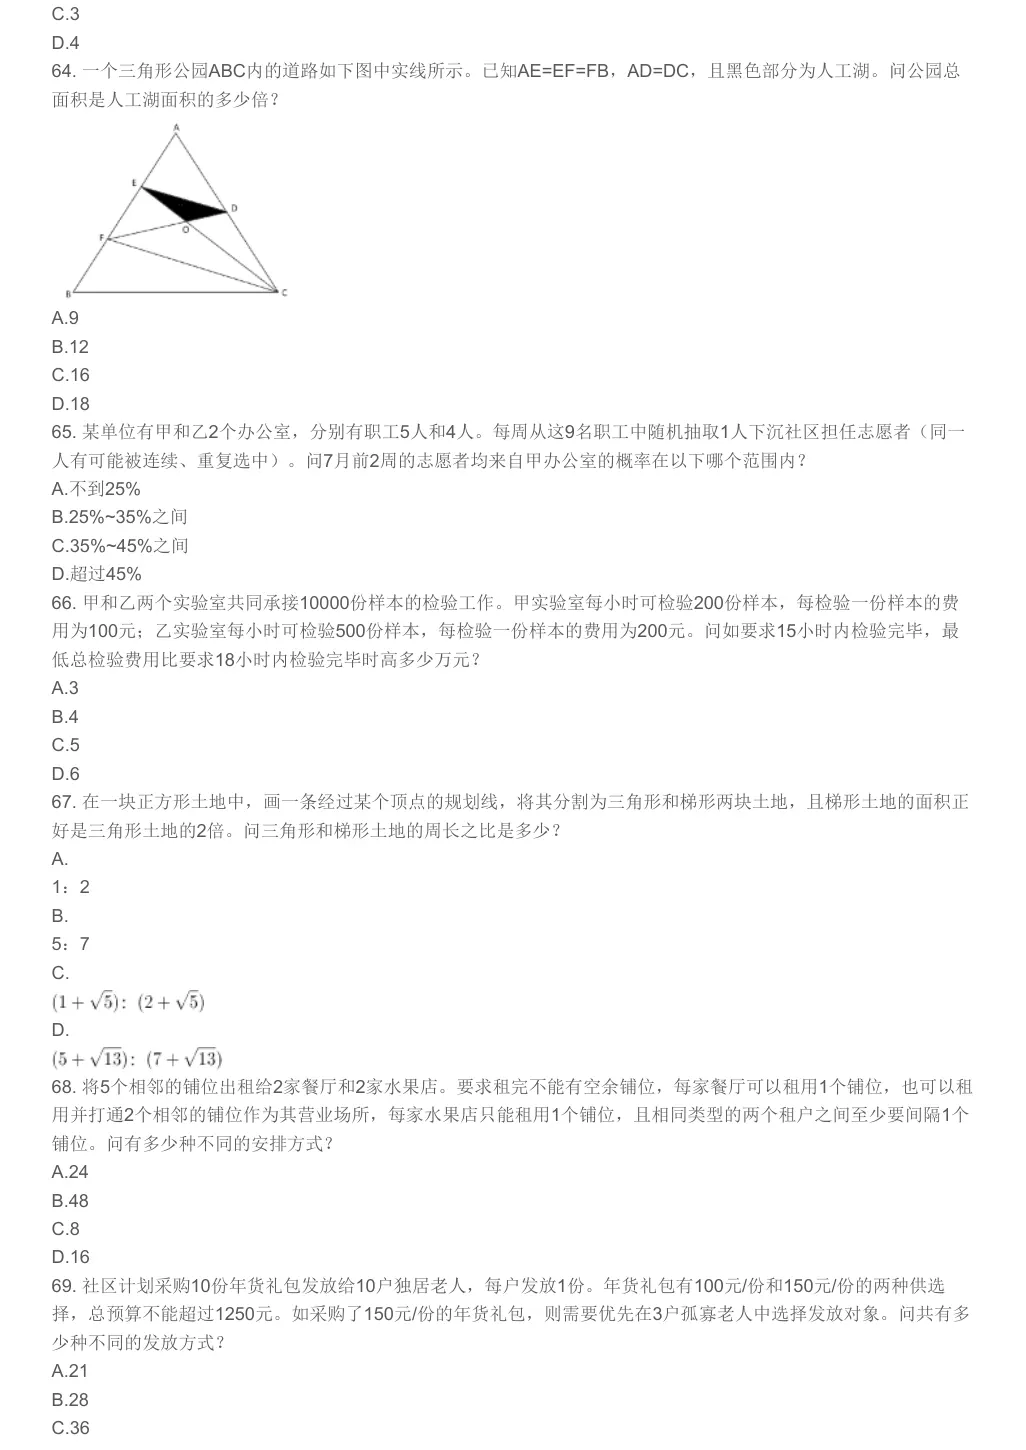 C.3
D.4
64. 一个三角形公园ABC内的道路如下图中实线所示。已知AE=EF=FB，AD=DC，且黑色部分为人工湖。问公园总
面积是人工湖面积的多少倍？
A
E
D
O
F
B
C
A.9
B.12
C.16
D.18
65. 某单位有甲和乙2个办公室，分别有职工5人和4人。每周从这9名职工中随机抽取1人下沉社区担任志愿者（同一
人有可能被连续、重复选中）。问7月前2周的志愿者均来自甲办公室的概率在以下哪个范围内？
A.不到25%
B.25%~35%之间
C.35%~45%之间
D.超过45%
66. 甲和乙两个实验室共同承接10000份样本的检验工作。甲实验室每小时可检验200份样本，每检验一份样本的费
用为100元；乙实验室每小时可检验500份样本，每检验一份样本的费用为200元。问如要求15小时内检验完毕，最
低总检验费用比要求18小时内检验完毕时高多少万元？
A.3
B.4
C.5
D.6
67. 在一块正方形土地中，画一条经过某个顶点的规划线，将其分割为三角形和梯形两块土地，且梯形土地的面积正
好是三角形土地的2倍。问三角形和梯形土地的周长之比是多少？
A.
1：2
B.
5：7
C.
(1+√5)：(2+√5)
D.
(5+√13)：(7+√13)
68. 将5个相邻的铺位出租给2家餐厅和2家水果店。要求租完不能有空余铺位，每家餐厅可以租用1个铺位，也可以租
用并打通2个相邻的铺位作为其营业场所，每家水果店只能租用1个铺位，且相同类型的两个租户之间至少要间隔1个
铺位。问有多少种不同的安排方式？
A.24
B.48
C.8
D.16
69. 社区计划采购10份年货礼包发放给10户独居老人，每户发放1份。年货礼包有100元/份和150元/份的两种供选
择，总预算不能超过1250元。如采购了150元/份的年货礼包，则需要优先在3户孤寡老人中选择发放对象。问共有多
少种不同的发放方式？
A.21
B.28
C.36